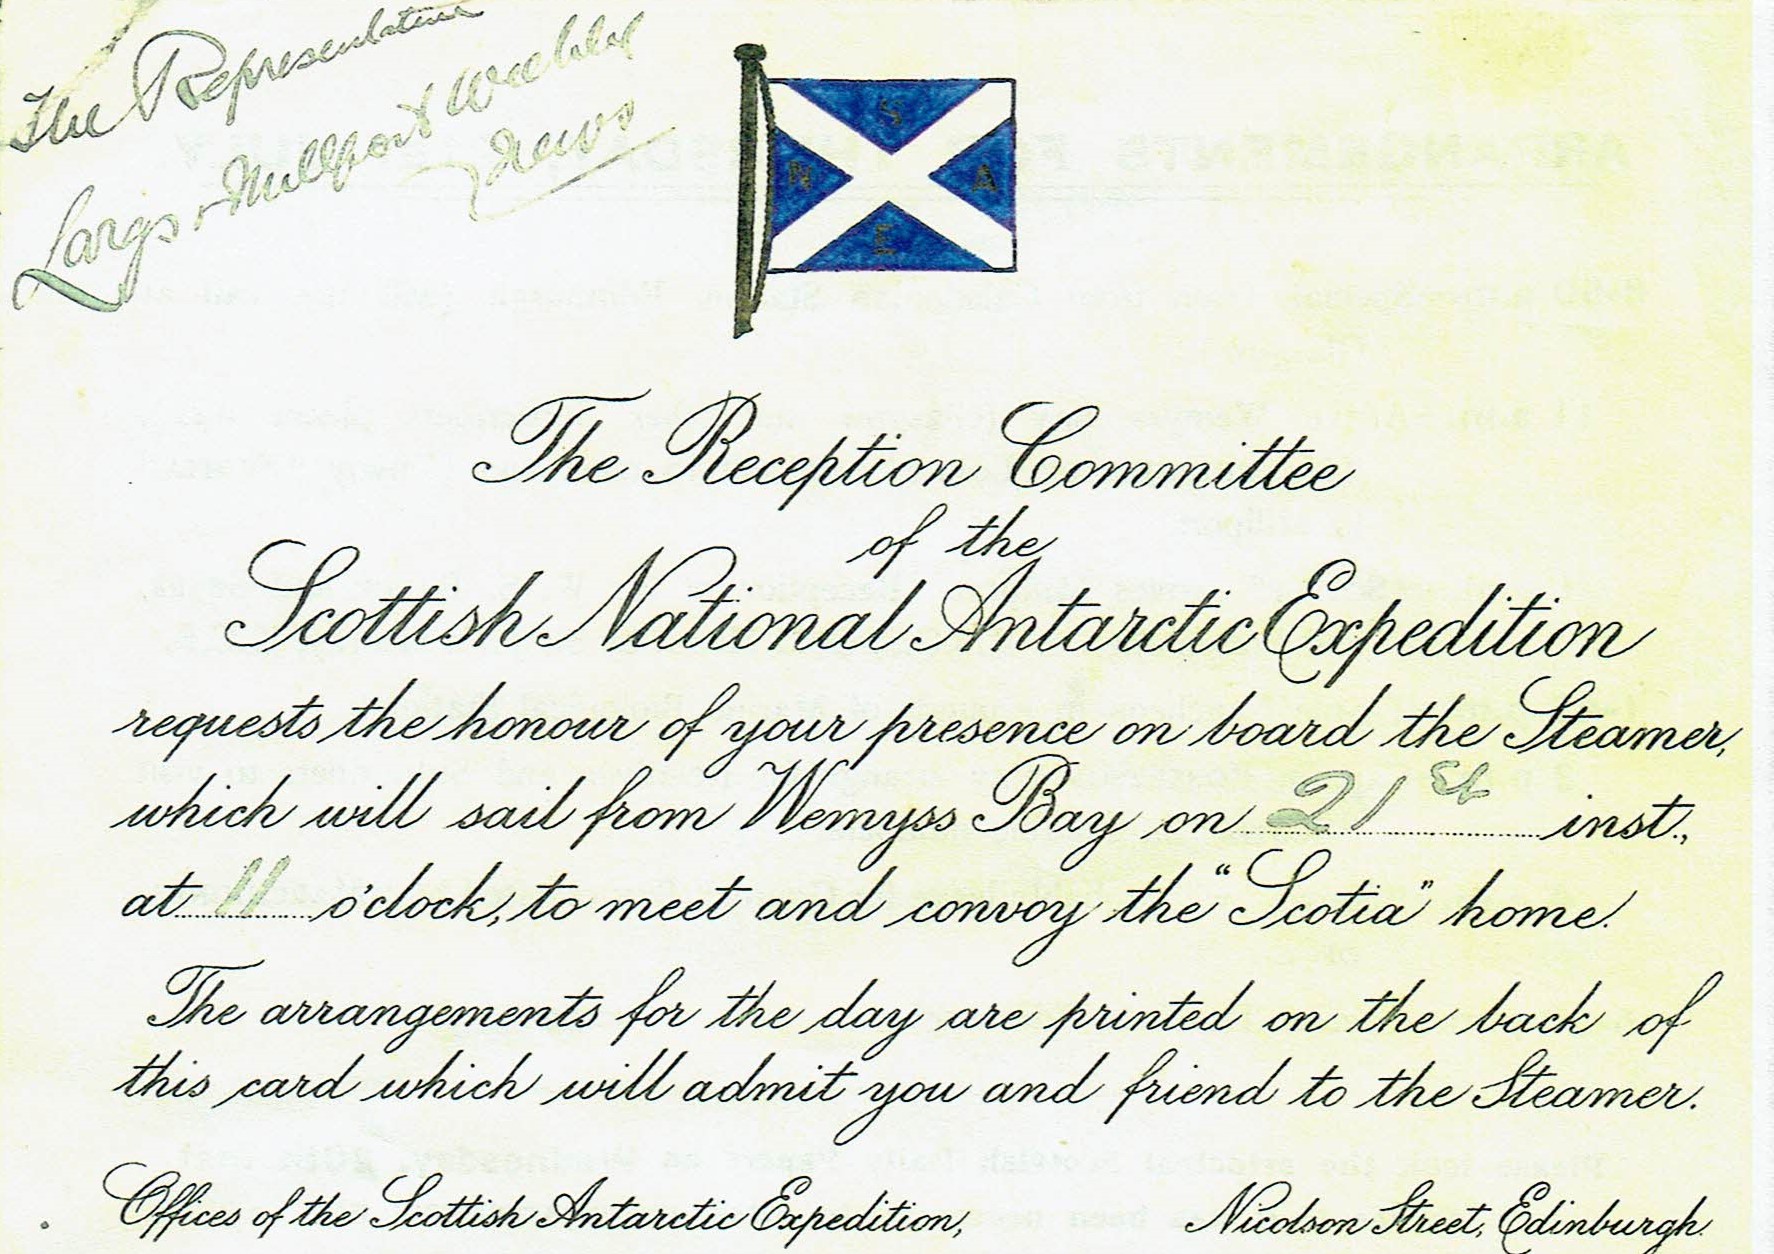 The Representative
Largs & Millport Weekly
News
S
N A
E
The Reception Committee
of the
Scottish National Antarctic Expedition
requests the honour of your presence on board the Steamer,
which will sail from Wemyss Bay on 21st inst.,
at 11 o'clock, to meet and convoy the "Scotia" home.
The arrangements for the day are printed on the back of
this card which will admit you and friend to the Steamer.
Offices of the Scottish Antarctic Expedition, Nicolson Street, Edinburgh.